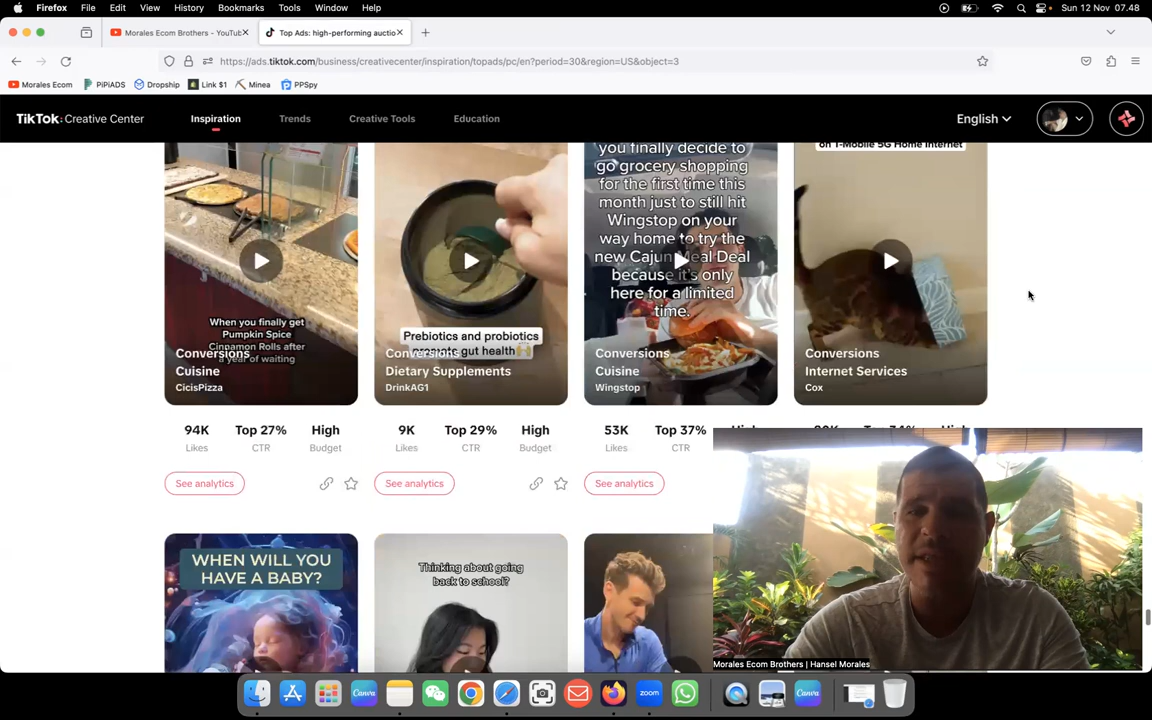 Firefox File Edit View History Bookmarks Tools Window Help Sun 12 Nov 07.48
Morales Ecom Brothers - YouTub
Top Ads: high-performing auctio
https://ads.tiktok.com/business/creativecenter/inspiration/topads/pc/en?period=30&region=US&object=3
Morales Ecom PiPiADS Dropship Link $1 Minea PPSpy
TikTok: Creative Center Inspiration Trends Creative Tools Education English
When you finally get
Pumpkin Spice
Cinnamon Rolls after
a year of waiting
Conversions
Cuisine
CicisPizza
Prebiotics and probiotics
gut health
Conversions
Dietary Supplements
DrinkAG1
you finally decide to
go grocery shopping
for the first time this
month just to still hit
Wingstop on your
way home to try the
new Cajun Meal Deal
because it's only
here for a limited
time.
Conversions
Cuisine
Wingstop
on T-Mobile 5G Home Internet
Conversions
Internet Services
Cox
94K Top 27% High
Likes CTR Budget
9K Top 29% High
Likes CTR Budget
53K Top 37%
Likes CTR
See analytics
See analytics
See analytics
WHEN WILL YOU
HAVE A BABY?
Thinking about going
back to school?
Morales Ecom Brothers | Hansel Morales
zoom
Canva
Canva